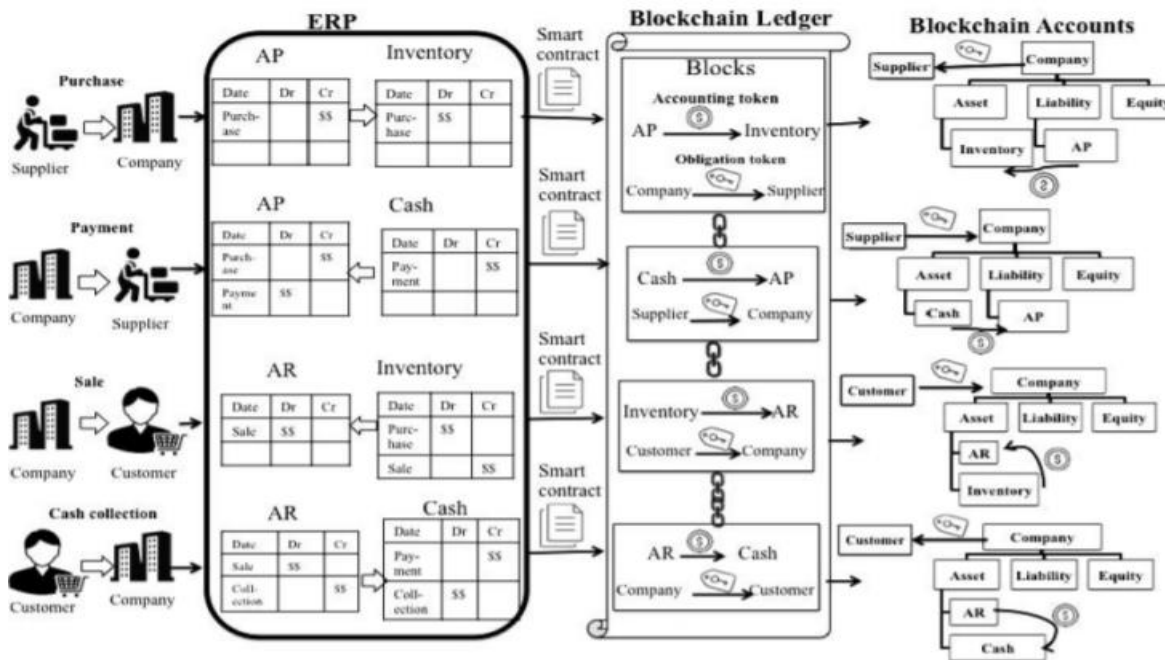 ERP
Blockchain Ledger
Blockchain Accounts
Purchase
Supplier
Company
AP
Date Dr Cr
Purch-
ase
$$
Inventory
Date Dr Cr
Purc-
hase
$$
Smart
contract
Blocks
Accounting token
AP
Inventory
Obligation token
Company
Supplier
Supplier
Company
Asset
Liability
Equity
Inventory
AP
Payment
Company
Supplier
AP
Date Dr Cr
Purch-
ase
$$
Payme
nt
$$
Cash
Date Dr Cr
Pay-
ment
$$
Smart
contract
Cash
AP
Supplier
Company
Supplier
Company
Asset
Liability
Equity
Cash
AP
Sale
Company
Customer
AR
Date Dr Cr
Sale $$
Inventory
Date Dr Cr
Purc-
hase
$$
Sale $$
Smart
contract
Inventory
AR
Customer
Company
Customer
Company
Asset
Liability
Equity
AR
Inventory
Cash collection
Customer
Company
AR
Date Dr Cr
Sale $$
Coll-
ection
$$
Cash
Date Dr Cr
Pay-
ment
$$
Coll-
ection
$$
Smart
contract
AR
Cash
Company
Customer
Customer
Company
Asset
Liability
Equity
AR
Cash